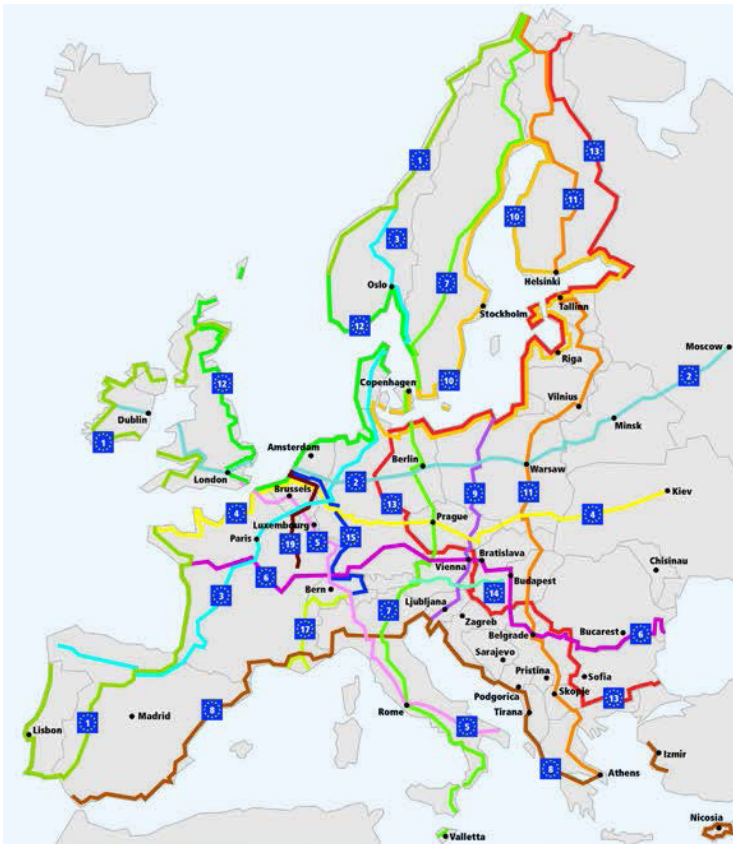 1
13
11
10
3
7
Oslo
Helsinki
12
Stockholm
Tallinn
Moscow
Riga
2
12
Copenhagen
10
Vilnius
Dublin
Minsk
1
Amsterdam
London
Berlin
Warsaw
2
9
11
Brussels
13
Kiev
4
4
Luxembourg
Prague
Paris
19
5
15
Bratislava
Vienna
Chisinau
6
Budapest
Bern
14
3
7
Ljubljana
17
Zagreb
Bucarest
6
Belgrade
Sarajevo
Pristina
Sofia
Podgorica
Skopje
13
8
Madrid
Rome
Tirana
Lisbon
1
5
Izmir
8
Athens
Nicosia
Valletta